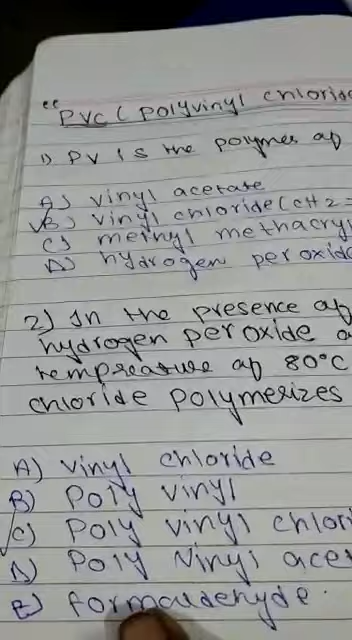 "PVC (polyvinyl chloride
1) PV is the polymer of
A) vinyl acetate
B) vinyl chloride (CH2=
C) methyl methacryl
D) hydrogen peroxide
2) In the presence of
hydrogen peroxide a
tempreature of 80°C
chloride polymerizes
A) vinyl chloride
B) Poly vinyl
C) Poly vinyl chlori
D) Poly vinyl ace
E) formaldehyde.